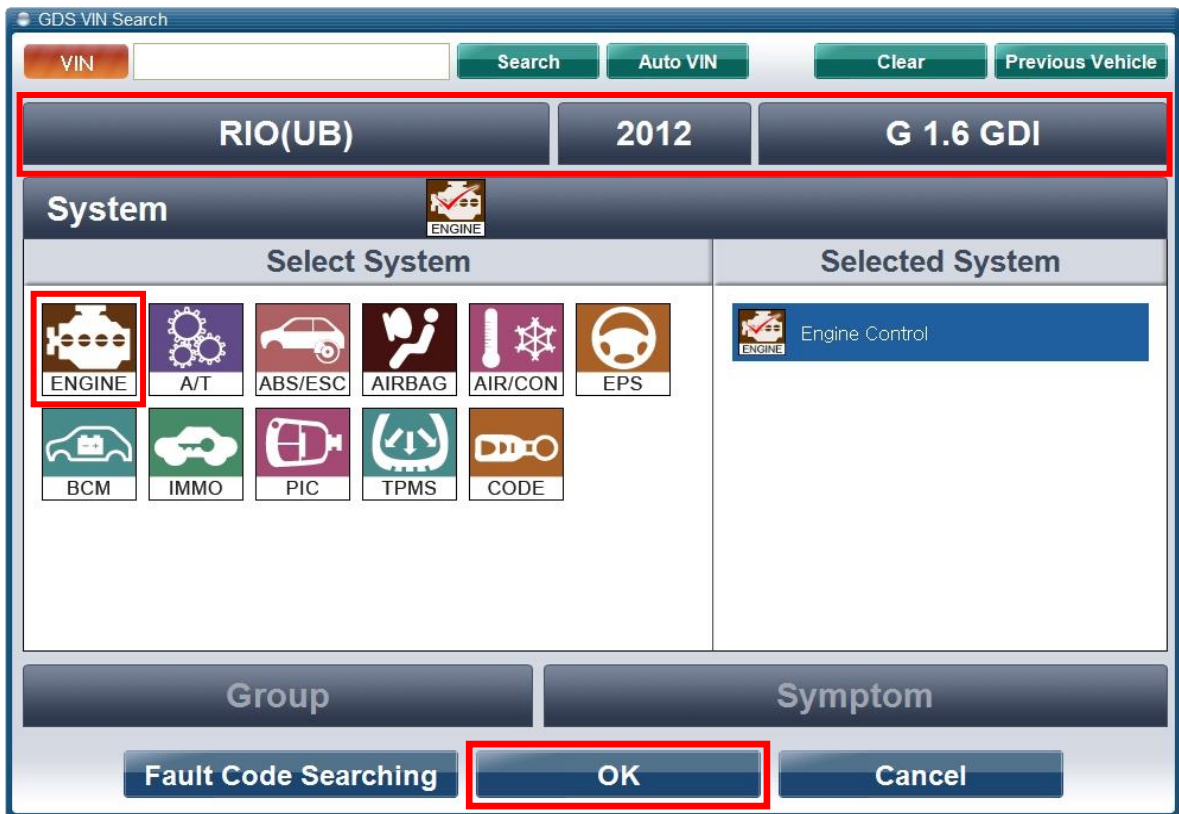 GDS VIN Search
VIN Search Auto VIN Clear Previous Vehicle
RIO(UB) 2012 G 1.6 GDI
System ENGINE
Select System Selected System
ENGINE A/T ABS/ESC AIRBAG AIR/CON EPS
ENGINE Engine Control
BCM IMMO PIC TPMS CODE
Group Symptom
Fault Code Searching OK Cancel